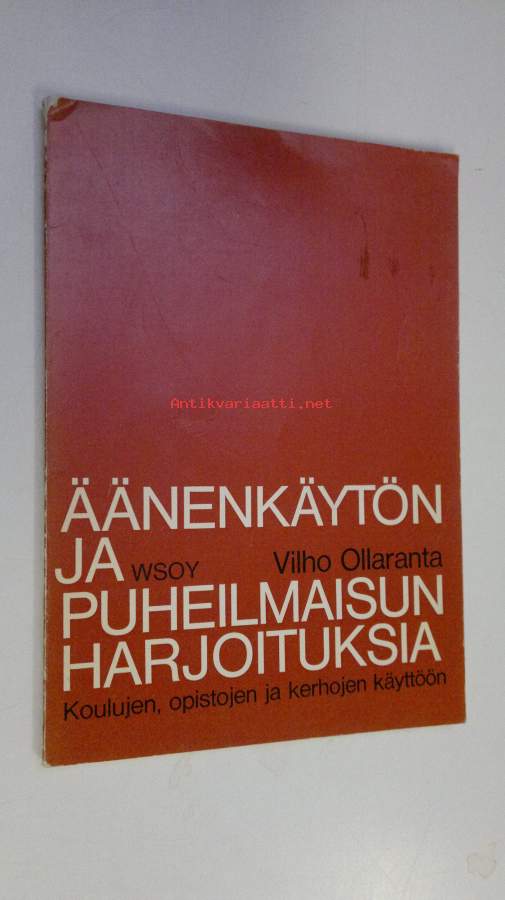 Antikvariaatti.net
ÄÄNENKÄYTÖN
JA WSOY Vilho Ollaranta
PUHEILMAISUN
HARJOITUKSIA
Koulujen, opistojen ja kerhojen käyttöön